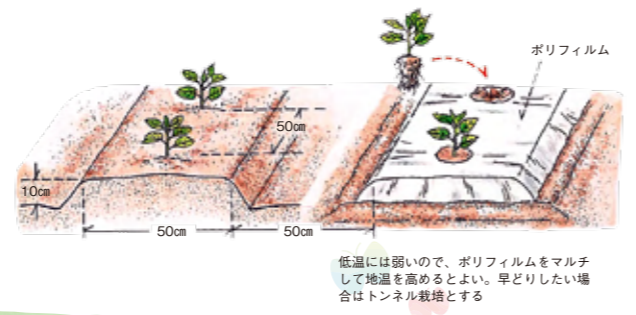 ポリフィルム
50㎝
10㎝
50㎝
50㎝
低温には弱いので、ポリフィルムをマルチ
して地温を高めるとよい。早どりしたい場
合はトンネル栽培とする